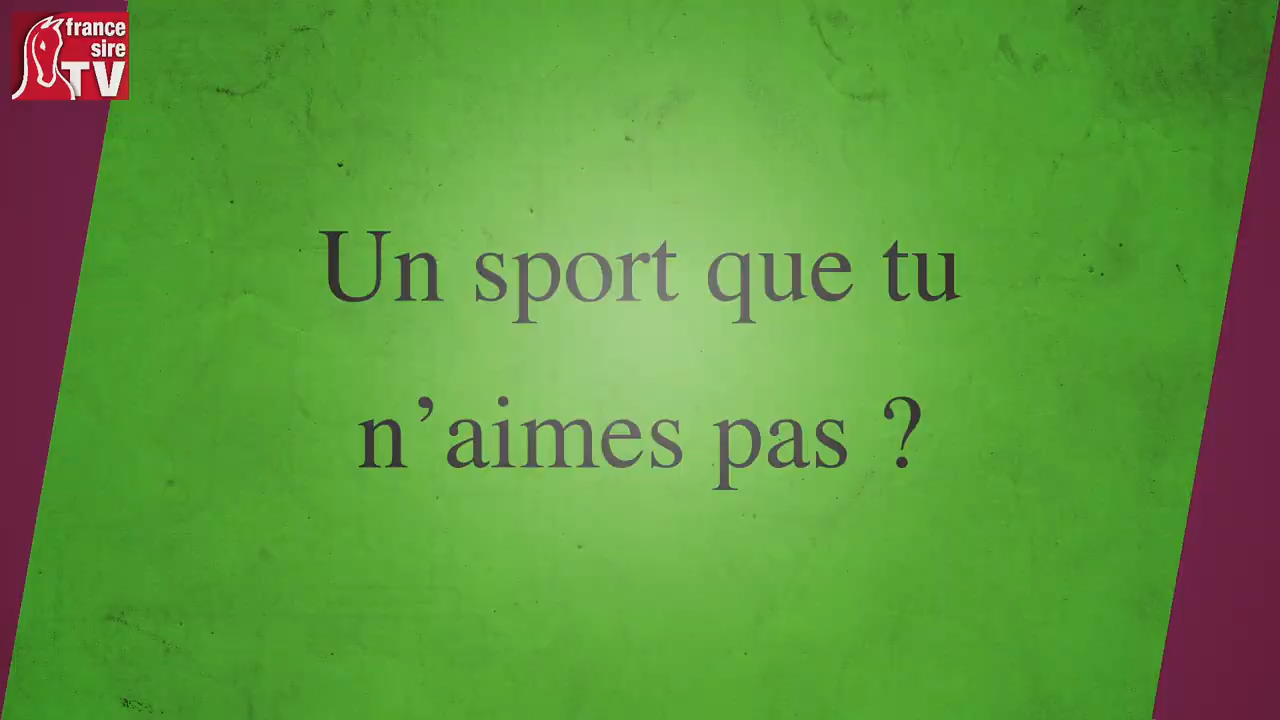 france
sire
TV
Un sport que tu
n’aimes pas ?